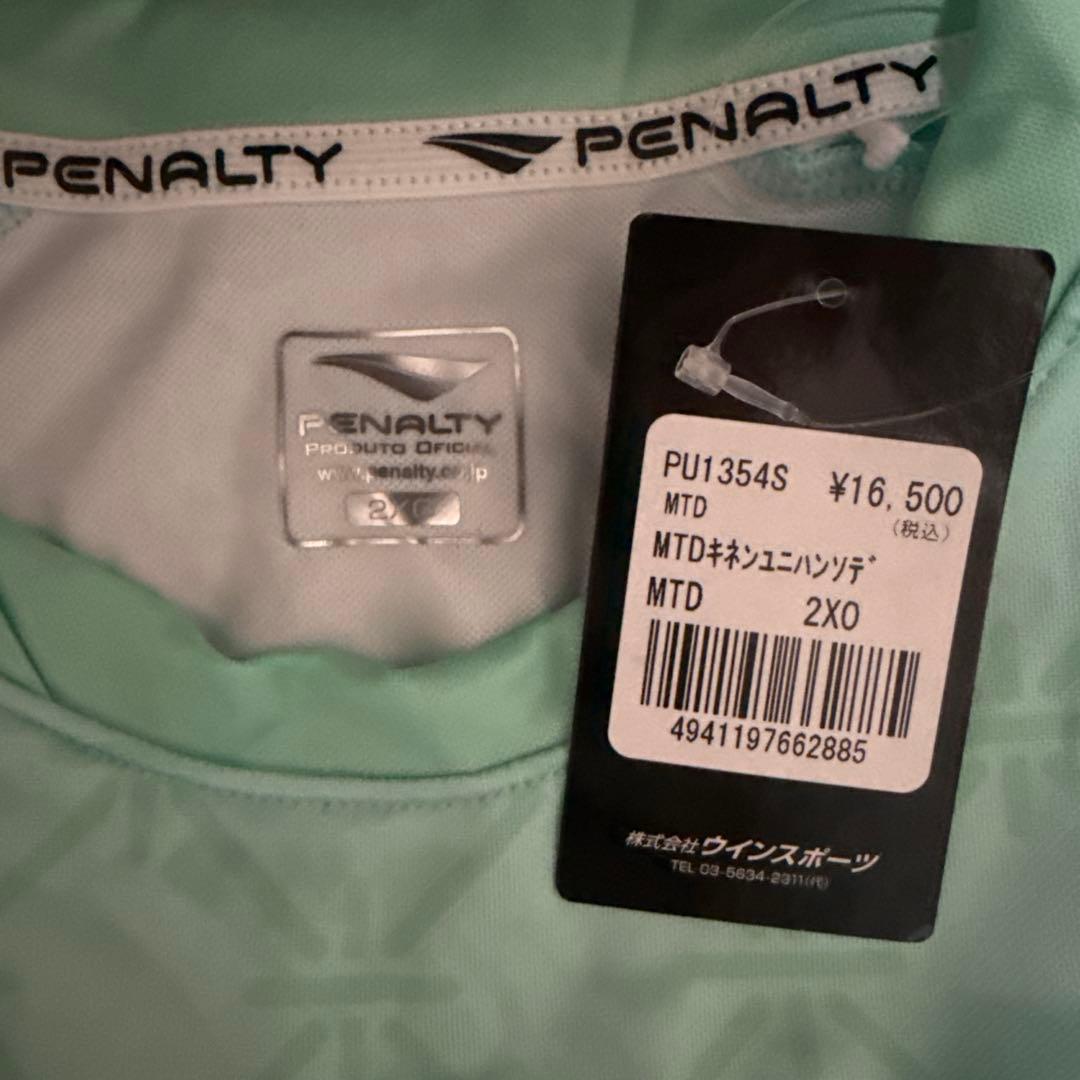 PENALTY PENALTY
PENALTY
PRODUTO OFICIAL
www.penalty.co.jp
2XO
PU1354S ¥16,500
MTD (税込)
MTDｷﾈﾝﾕﾆﾊﾝｿﾃﾞ
MTD 2XO
4941197662885
株式会社ウインスポーツ
TEL 03-5634-2311(代)